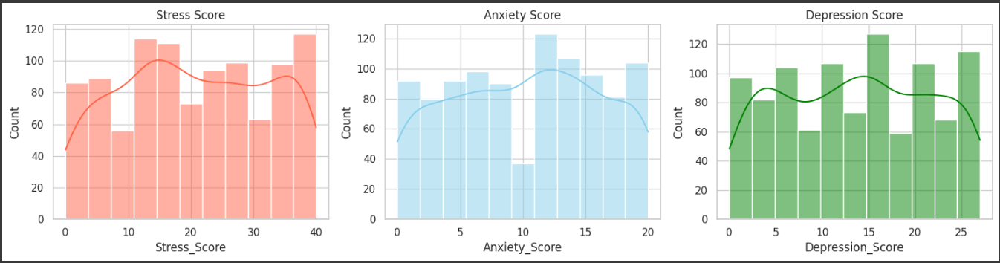 Stress Score
120
100
80
60
40
20
0
Count
0 10 20 30 40
Stress_Score
Anxiety Score
120
100
80
60
40
20
0
Count
0 5 10 15 20
Anxiety_Score
Depression Score
120
100
80
60
40
20
0
Count
0 5 10 15 20 25
Depression_Score